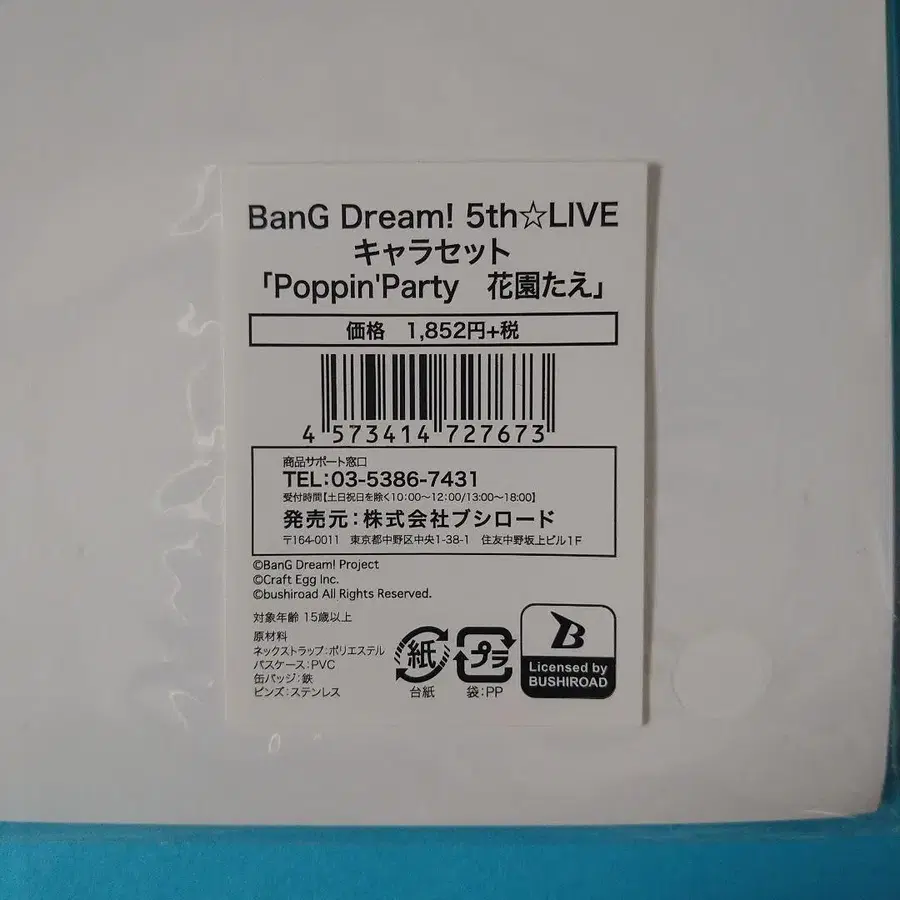 BanG Dream! 5th☆LIVE
キャラセット
「Poppin'Party　花園たえ」
価格　1,852円+税
4 573414 727673
商品サポート窓口
TEL:03-5386-7431
受付時間【土日祝日を除く10:00〜12:00/13:00〜18:00】
発売元:株式会社ブシロード
〒164-0011　東京都中野区中央1-38-1　住友中野坂上ビル1F
©BanG Dream! Project
©Craft Egg Inc.
©bushiroad All Rights Reserved.
対象年齢 15歳以上
原材料
ネックストラップ:ポリエステル
パスケース:PVC
缶バッジ:鉄
ピンズ:ステンレス
紙
台紙
プラ
袋:PP
B
Licensed by
BUSHIROAD